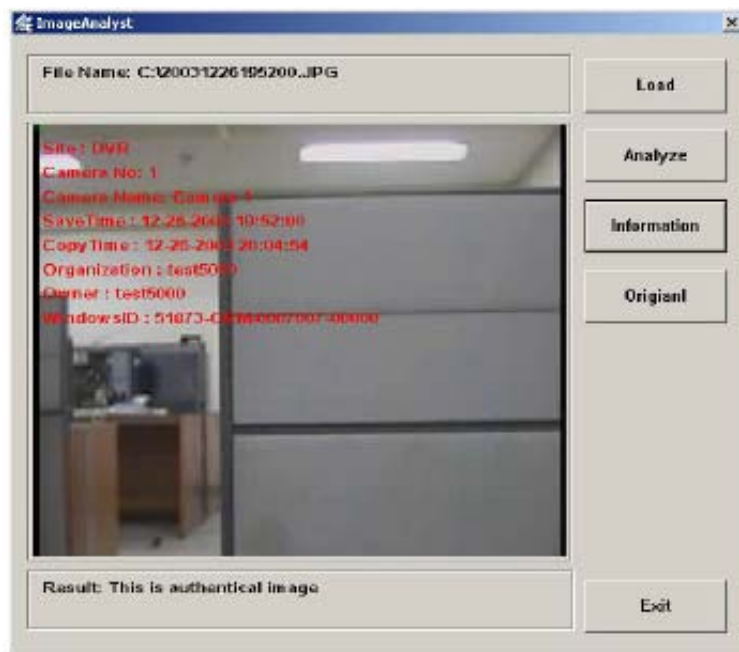 ImageAnalyst
File Name: C:\20031226195200..JPG
Load
Site : DVR
Camera No: 1
Camera Name: Camera 1
SaveTime : 12-26-2003 19:52:00
CopyTime : 12-26-2003 20:04:54
Organization : test5000
Owner : test5000
WindowsID :
Analyze
Information
Origianl
Result: This is authentical image
Exit